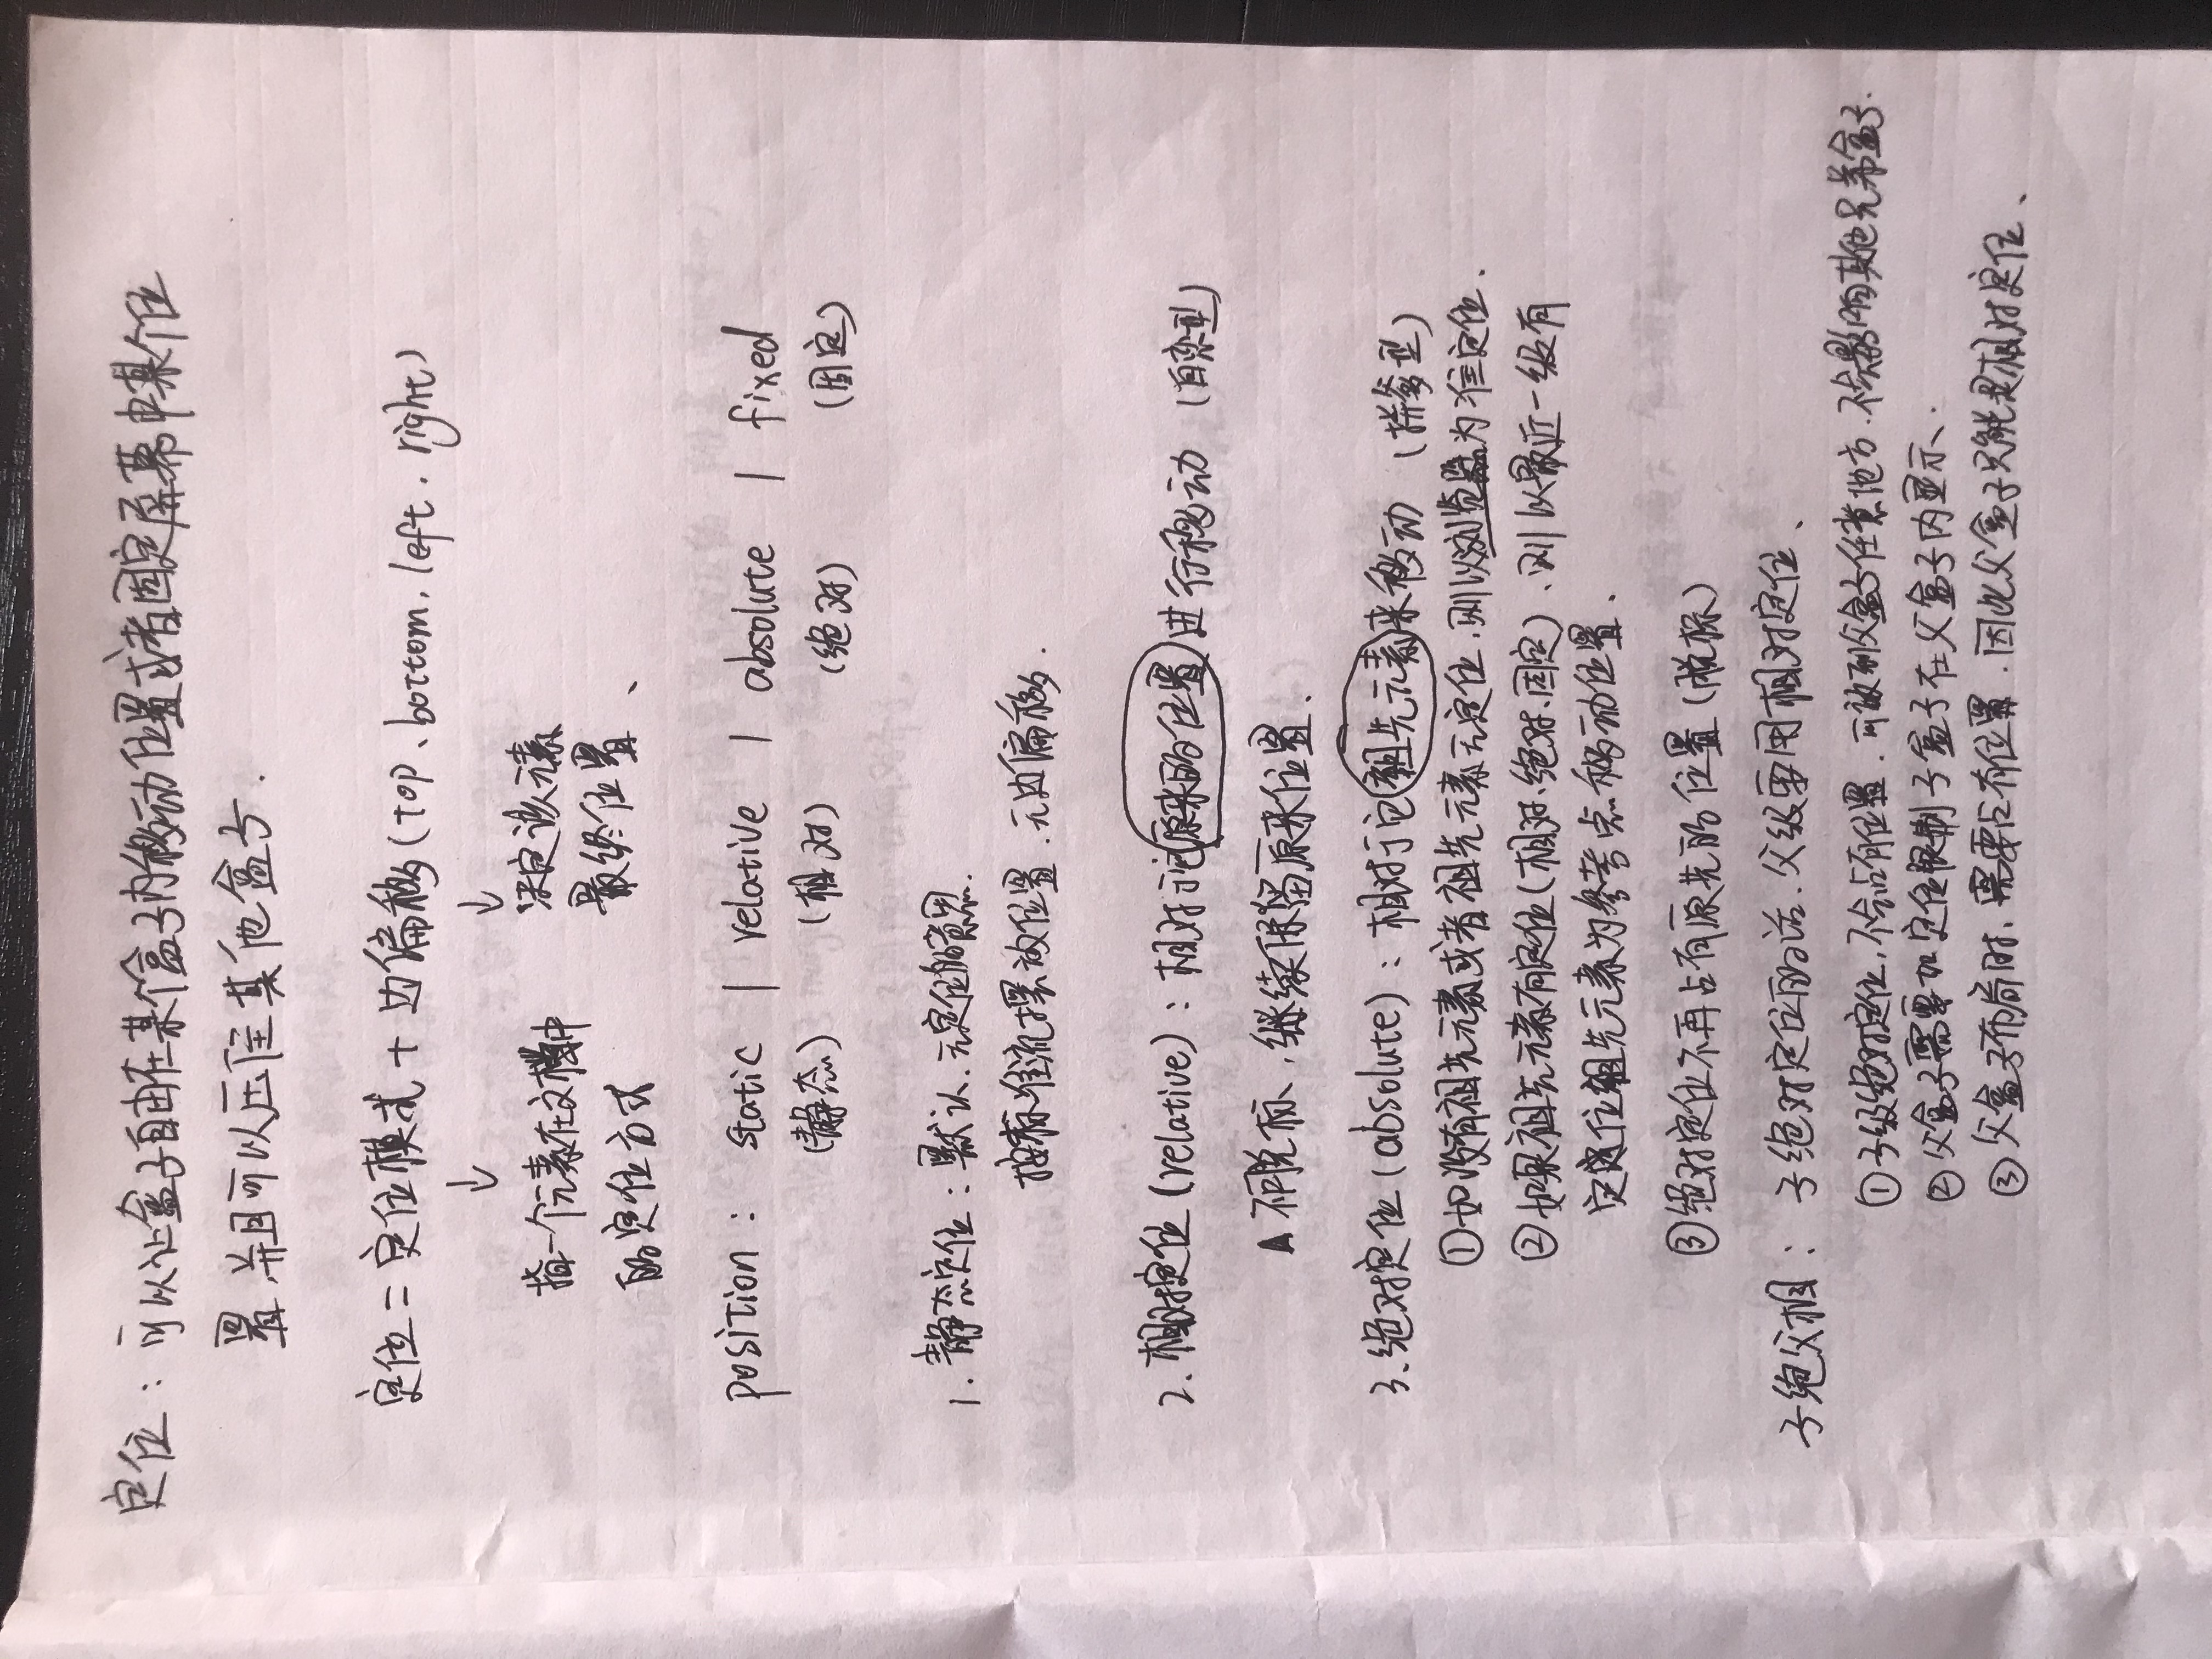 定位：可以让盒子自由在某个盒子内移动位置或者固定屏幕中某个位
置、并且可以压住其他盒子.
定位 = 定位模式 + 边偏移(top、bottom、left、right)
↓ ↓
指一个元素在文档中 决定该元素
的定位方式 最终位置、
position： static | relative | absolute | fixed
(静态) (相对) (绝对) (固定)
1、静态定位：默认、无定位的意思.
按标准流摆放位置、无边偏移.
2、相对定位(relative)：相对于它原来的位置进行移动 (自恋型)
▲不脱标，继续保留原来位置、
3、绝对定位(absolute)：相对于它祖先元素来移动 (拼爹型)
①如没有祖先元素或者祖先元素无定位、则以浏览器为准定位、
②如果祖先元素有定位(相对、绝对、固定)、则以最近一级有
定位祖先元素为参考点移动位置、
③绝对定位不再占有原先的位置(脱标)
子绝父相：子绝对定位的话、父级要用相对定位、
①子级绝对定位，不会占有位置、可放到父盒子任意地方、不会影响其他兄弟盒子.
②父盒子需要加定位限制子盒子在父盒子内显示.
③父盒子布局时、需要占有位置、因此父盒子只能是相对定位、